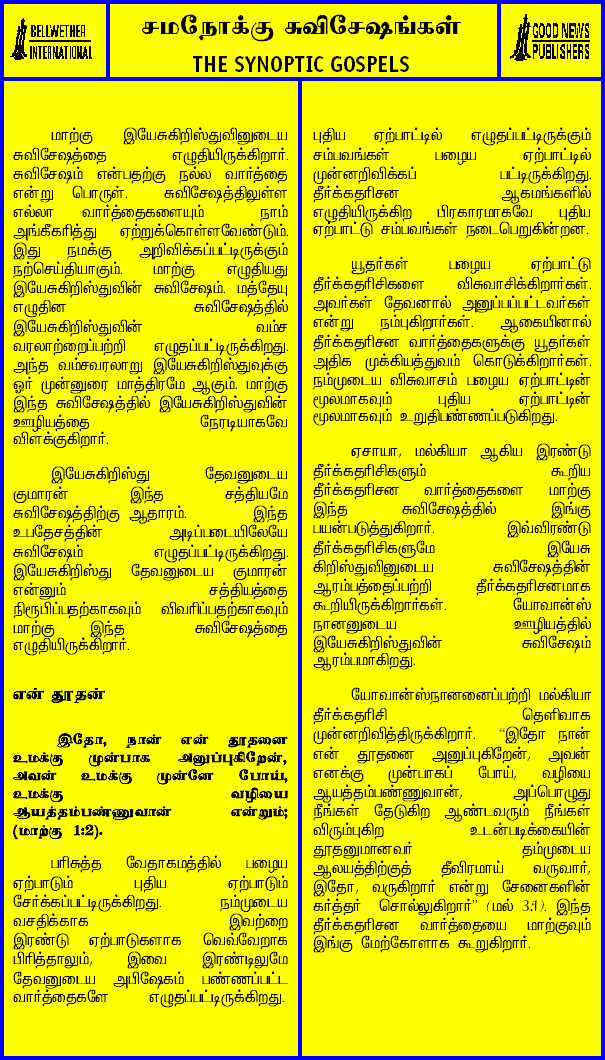 BELLWETHER
INTERNATIONAL
சமநோக்கு சுவிசேஷங்கள்
THE SYNOPTIC GOSPELS
GOOD NEWS
PUBLISHERS
மாற்கு இயேசுகிறிஸ்துவினுடைய
சுவிசேஷத்தை எழுதியிருக்கிறார்.
சுவிசேஷம் என்பதற்கு நல்ல வார்த்தை
என்று பொருள். சுவிசேஷத்திலுள்ள
எல்லா வார்த்தைகளையும் நாம்
அங்கீகரித்து ஏற்றுக்கொள்ளவேண்டும்.
இது நமக்கு அறிவிக்கப்பட்டிருக்கும்
நற்செய்தியாகும். மாற்கு எழுதியது
இயேசுகிறிஸ்துவின் சுவிசேஷம். மத்தேயு
எழுதின சுவிசேஷத்தில்
இயேசுகிறிஸ்துவின் வம்ச
வரலாற்றைப்பற்றி எழுதப்பட்டிருக்கிறது.
அந்த வம்சவரலாறு இயேசுகிறிஸ்துவுக்கு
ஓர் முன்னுரை மாத்திரமே ஆகும். மாற்கு
இந்த சுவிசேஷத்தில் இயேசுகிறிஸ்துவின்
ஊழியத்தை நேரடியாகவே
விளக்குகிறார்.
இயேசுகிறிஸ்து தேவனுடைய
குமாரன் இந்த சத்தியமே
சுவிசேஷத்திற்கு ஆதாரம். இந்த
உபதேசத்தின் அடிப்படையிலேயே
சுவிசேஷம் எழுதப்பட்டிருக்கிறது.
இயேசுகிறிஸ்து தேவனுடைய குமாரன்
என்னும் சத்தியத்தை
நிரூபிப்பதற்காகவும் விவரிப்பதற்காகவும்
மாற்கு இந்த சுவிசேஷத்தை
எழுதியிருக்கிறார்.
என் தூதன்
இதோ, நான் என் தூதனை
உமக்கு முன்பாக அனுப்புகிறேன்,
அவன் உமக்கு முன்னே போய்,
உமக்கு வழியை
ஆயத்தம்பண்ணுவான் என்றும்;
(மாற்கு 1:2).
பரிசுத்த வேதாகமத்தில் பழைய
ஏற்பாடும் புதிய ஏற்பாடும்
சேர்க்கப்பட்டிருக்கிறது. நம்முடைய
வசதிக்காக இவற்றை
இரண்டு ஏற்பாடுகளாக வெவ்வேறாக
பிரித்தாலும், இவை இரண்டிலுமே
தேவனுடைய அபிஷேகம் பண்ணப்பட்ட
வார்த்தைகளே எழுதப்பட்டிருக்கிறது.
புதிய ஏற்பாட்டில் எழுதப்பட்டிருக்கும்
சம்பவங்கள் பழைய ஏற்பாட்டில்
முன்னறிவிக்கப் பட்டிருக்கிறது.
தீர்க்கதரிசன ஆகமங்களில்
எழுதியிருக்கிற பிரகாரமாகவே புதிய
ஏற்பாட்டு சம்பவங்கள் நடைபெறுகின்றன.
யூதர்கள் பழைய ஏற்பாட்டு
தீர்க்கதரிசிகளை விசுவாசிக்கிறார்கள்.
அவர்கள் தேவனால் அனுப்பப்பட்டவர்கள்
என்று நம்புகிறார்கள். ஆகையினால்
தீர்க்கதரிசன வார்த்தைகளுக்கு யூதர்கள்
அதிக முக்கியத்துவம் கொடுக்கிறார்கள்.
நம்முடைய விசுவாசம் பழைய ஏற்பாட்டின்
மூலமாகவும் புதிய ஏற்பாட்டின்
மூலமாகவும் உறுதிபண்ணப்படுகிறது.
ஏசாயா, மல்கியா ஆகிய இரண்டு
தீர்க்கதரிசிகளும் கூறிய
தீர்க்கதரிசன வார்த்தைகளை மாற்கு
இந்த சுவிசேஷத்தில் இங்கு
பயன்படுத்துகிறார். இவ்விரண்டு
தீர்க்கதரிசிகளுமே இயேசு
கிறிஸ்துவினுடைய சுவிசேஷத்தின்
ஆரம்பத்தைப்பற்றி தீர்க்கதரிசனமாக
கூறியிருக்கிறார்கள். யோவான்ஸ்
நானனுடைய ஊழியத்தில்
இயேசுகிறிஸ்துவின் சுவிசேஷம்
ஆரம்பமாகிறது.
யோவான்ஸ்நானனைப்பற்றி மல்கியா
தீர்க்கதரிசி தெளிவாக
முன்னறிவித்திருக்கிறார். “இதோ நான்
என் தூதனை அனுப்புகிறேன், அவன்
எனக்கு முன்பாகப் போய், வழியை
ஆயத்தம்பண்ணுவான், அப்பொழுது
நீங்கள் தேடுகிற ஆண்டவரும் நீங்கள்
விரும்புகிற உடன்படிக்கையின்
தூதனுமானவர் தம்முடைய
ஆலயத்திற்குத் தீவிரமாய் வருவார்,
இதோ, வருகிறார் என்று சேனைகளின்
கர்த்தர் சொல்லுகிறார்” (மல் 3:1). இந்த
தீர்க்கதரிசன வார்த்தையை மாற்குவும்
இங்கு மேற்கோளாக கூறுகிறார்.